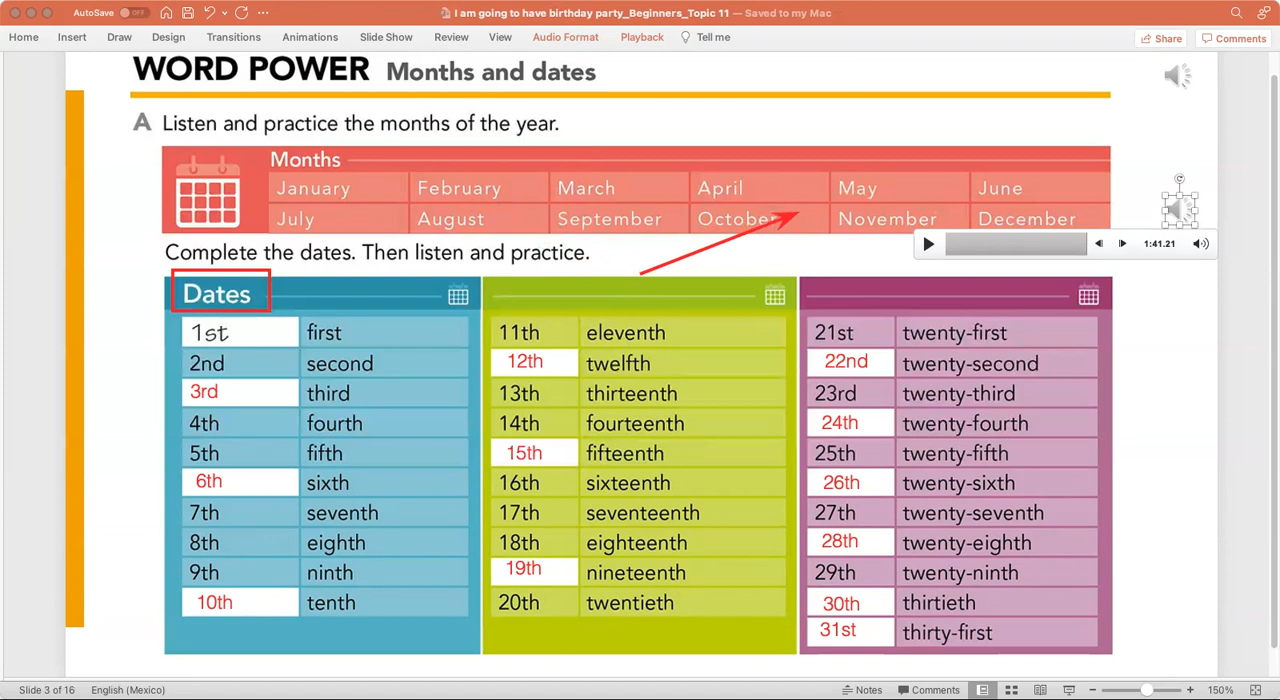 AutoSave OFF
I am going to have birthday party_Beginners_Topic 11 — Saved to my Mac
Home Insert Draw Design Transitions Animations Slide Show Review View Audio Format Playback Tell me Share Comments
WORD POWER Months and dates
A Listen and practice the months of the year.
Months
January February March April May June
July August September October November December
1:41.21
Complete the dates. Then listen and practice.
Dates
1st first
2nd second
3rd third
4th fourth
5th fifth
6th sixth
7th seventh
8th eighth
9th ninth
10th tenth
11th eleventh
12th twelfth
13th thirteenth
14th fourteenth
15th fifteenth
16th sixteenth
17th seventeenth
18th eighteenth
19th nineteenth
20th twentieth
21st twenty-first
22nd twenty-second
23rd twenty-third
24th twenty-fourth
25th twenty-fifth
26th twenty-sixth
27th twenty-seventh
28th twenty-eighth
29th twenty-ninth
30th thirtieth
31st thirty-first
Slide 3 of 16 English (Mexico) Notes Comments 150%